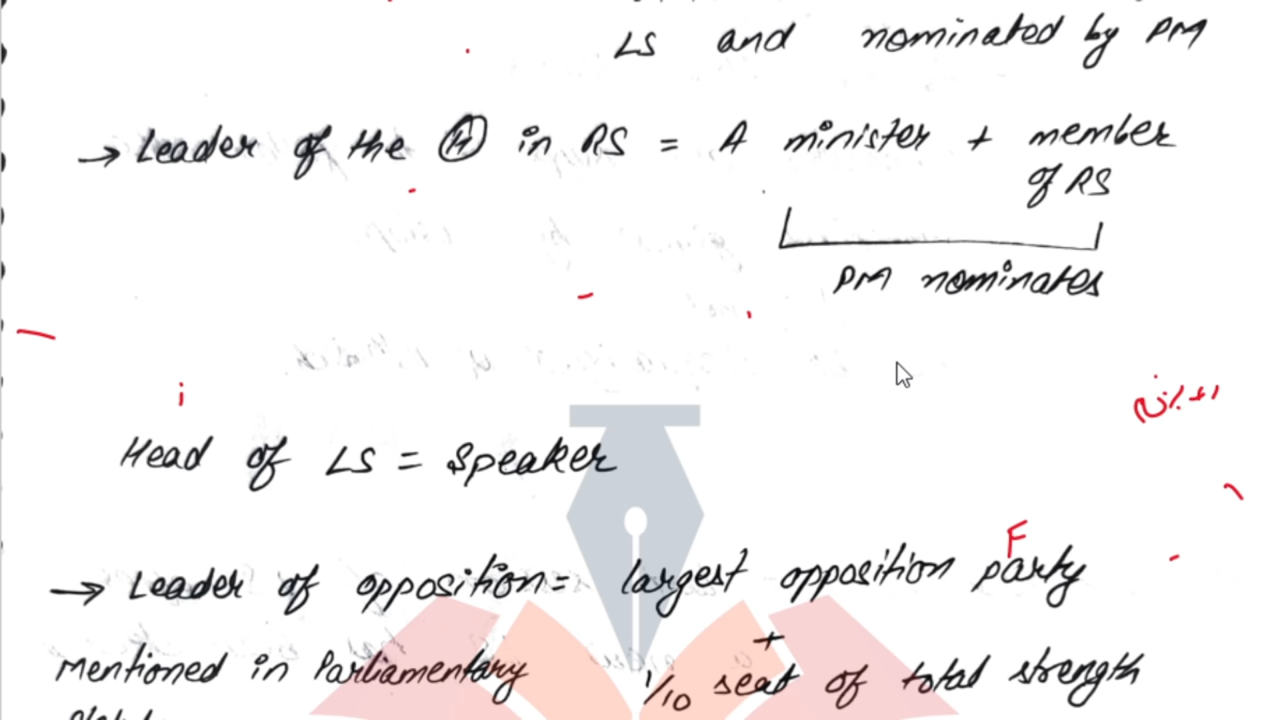 LS and nominated by PM
→ Leader of the Ⓗ in RS = A minister + member
of RS
PM nominates
Head of LS = Speaker
F
→ Leader of opposition = largest opposition party
+
Mentioned in Parliamentary 1/10 seat of total strength